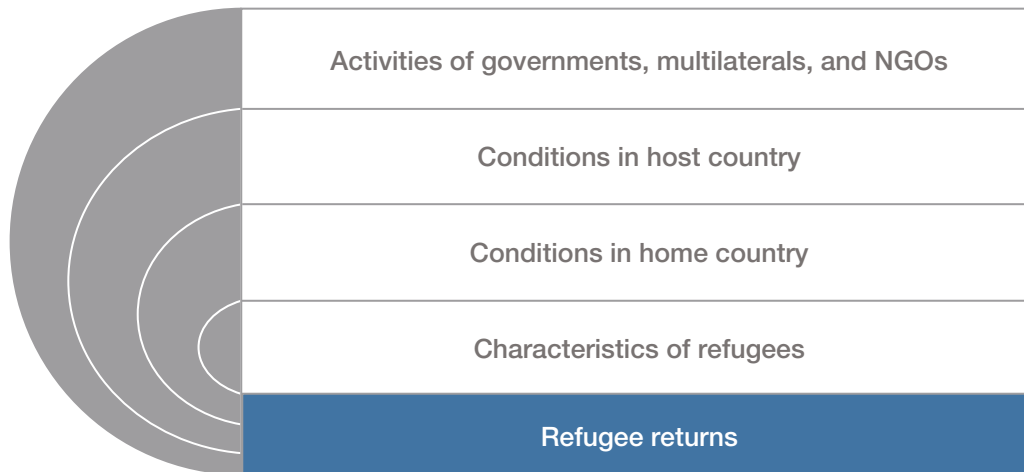 Activities of governments, multilaterals, and NGOs
Conditions in host country
Conditions in home country
Characteristics of refugees
Refugee returns